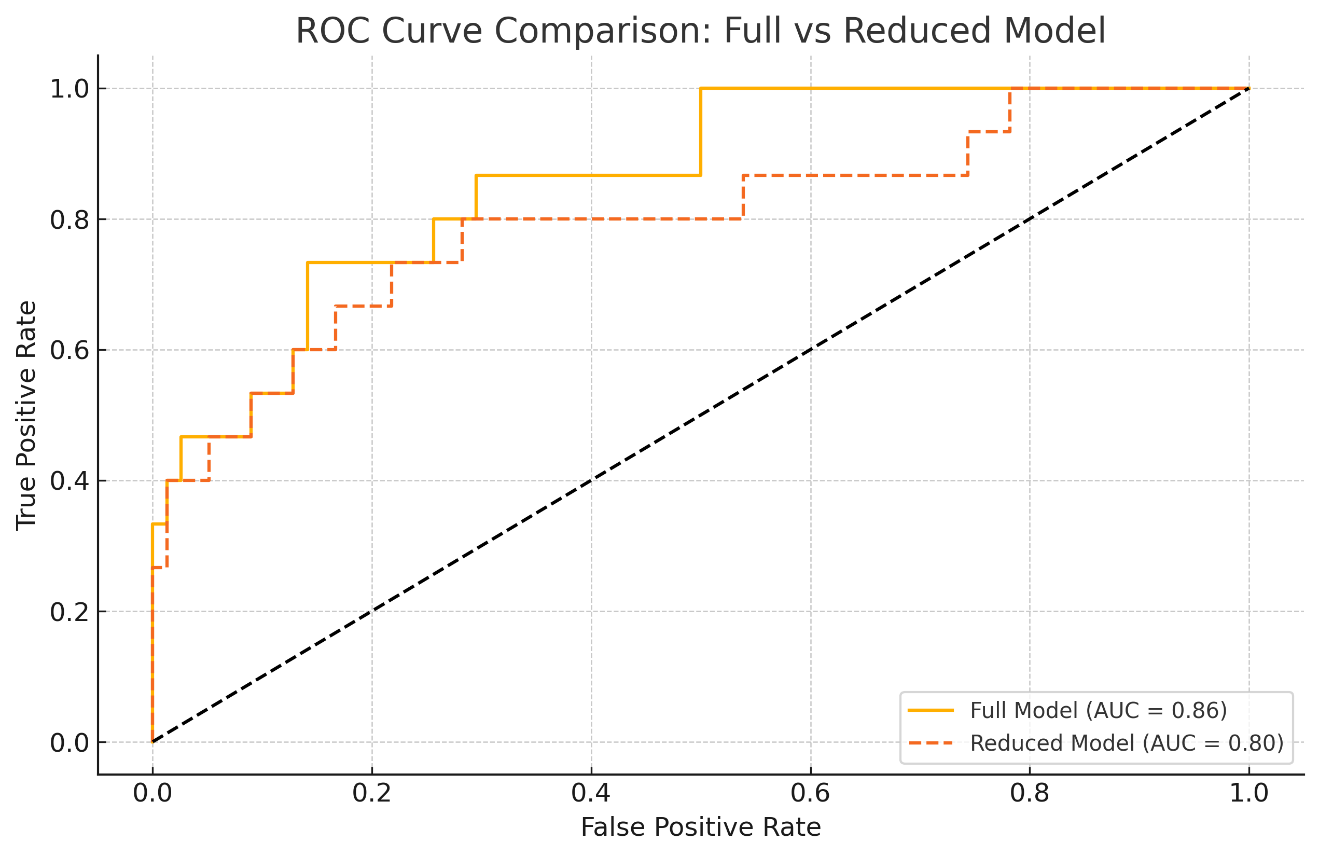 ROC Curve Comparison: Full vs Reduced Model
True Positive Rate
1.0
0.8
0.6
0.4
0.2
0.0
Full Model (AUC = 0.86)
Reduced Model (AUC = 0.80)
0.0 0.2 0.4 0.6 0.8 1.0
False Positive Rate